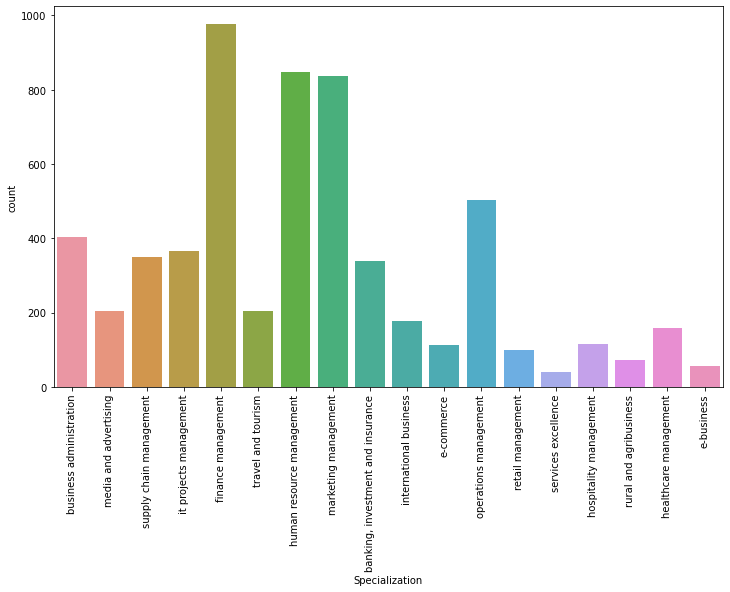 1000
800
600
400
200
0
count
business administration
media and advertising
supply chain management
it projects management
finance management
travel and tourism
human resource management
marketing management
banking, investment and insurance
international business
e-commerce
operations management
retail management
services excellence
hospitality management
rural and agribusiness
healthcare management
e-business
Specialization